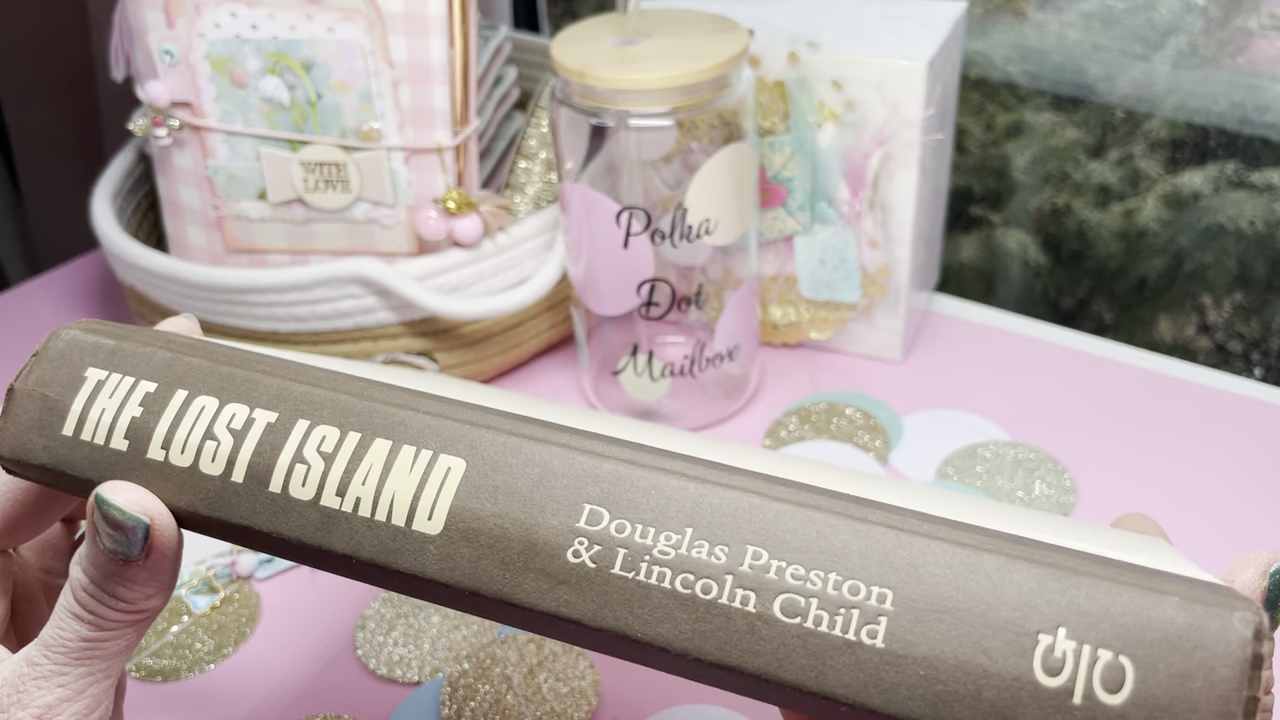 WITH
LOVE
Polka
Dot
Mailbox
THE LOST ISLAND
Douglas Preston
& Lincoln Child